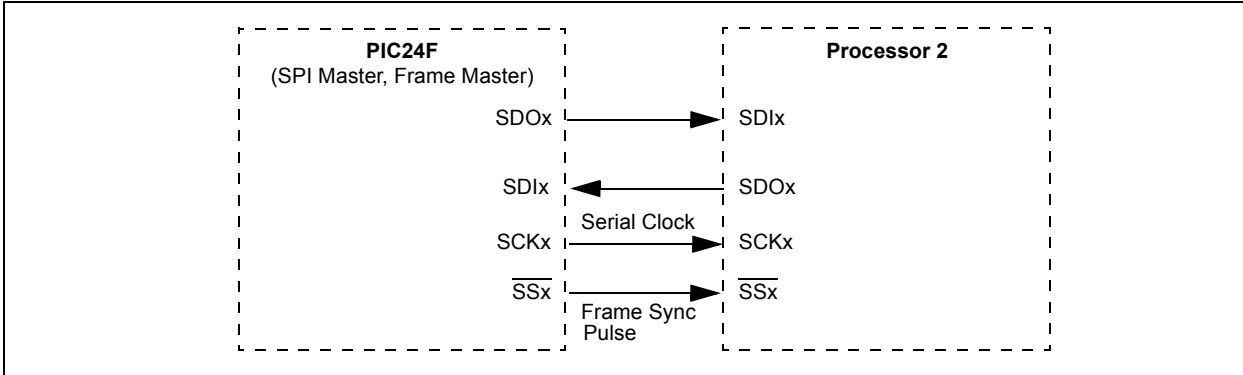 PIC24F
(SPI Master, Frame Master)
Processor 2
SDOx
SDIx
SDIx
SDOx
Serial Clock
SCKx
SCKx
SSx
SSx
Frame Sync
Pulse